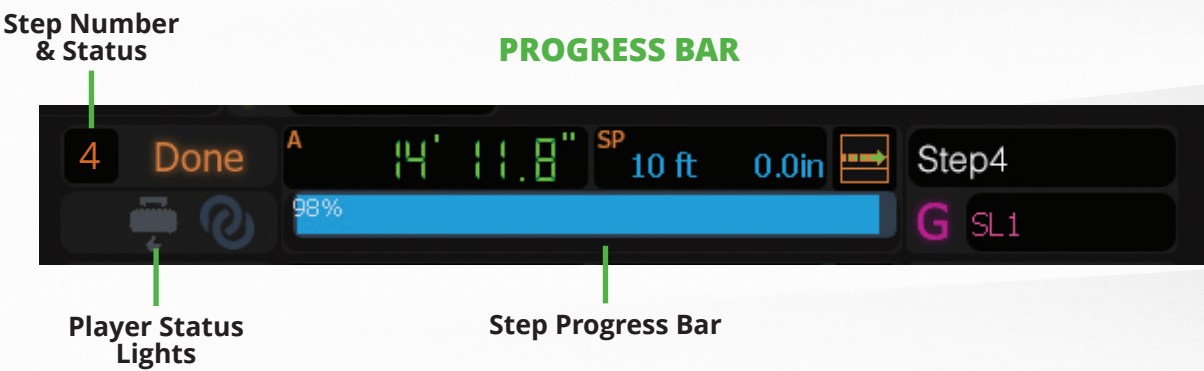 Step Number
& Status
PROGRESS BAR
4 Done A 14' 11.8" SP 10 ft 0.0in Step4
98% G SL1
Player Status
Lights
Step Progress Bar